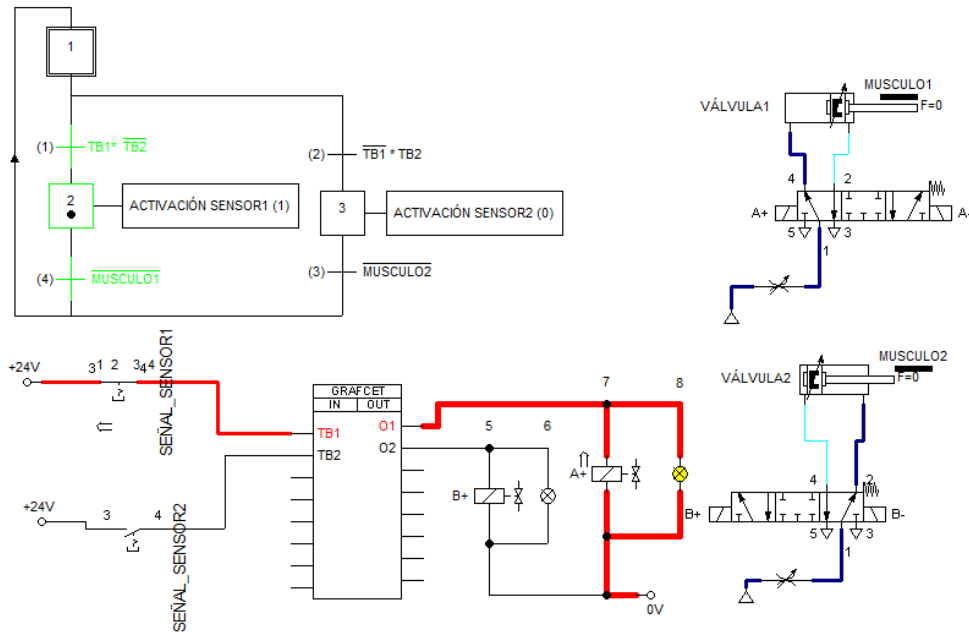 1
(1)
TB1* TB2
(2)
TB1 * TB2
2
ACTIVACIÓN SENSOR1 (1)
3
ACTIVACIÓN SENSOR2 (0)
(4)
MUSCULO1
(3)
MUSCULO2
MUSCULO1
VÁLVULA1
F=0
4
2
A+
5
3
1
+24V
3
1
2
3
4
4
SEÑAL_SENSOR1
GRAFCET
IN
OUT
TB1
O1
TB2
O2
+24V
3
4
SEÑAL_SENSOR2
5
6
B+
7
8
A+
0V
MUSCULO2
VÁLVULA2
F=0
4
2
B+
B-
5
3
1